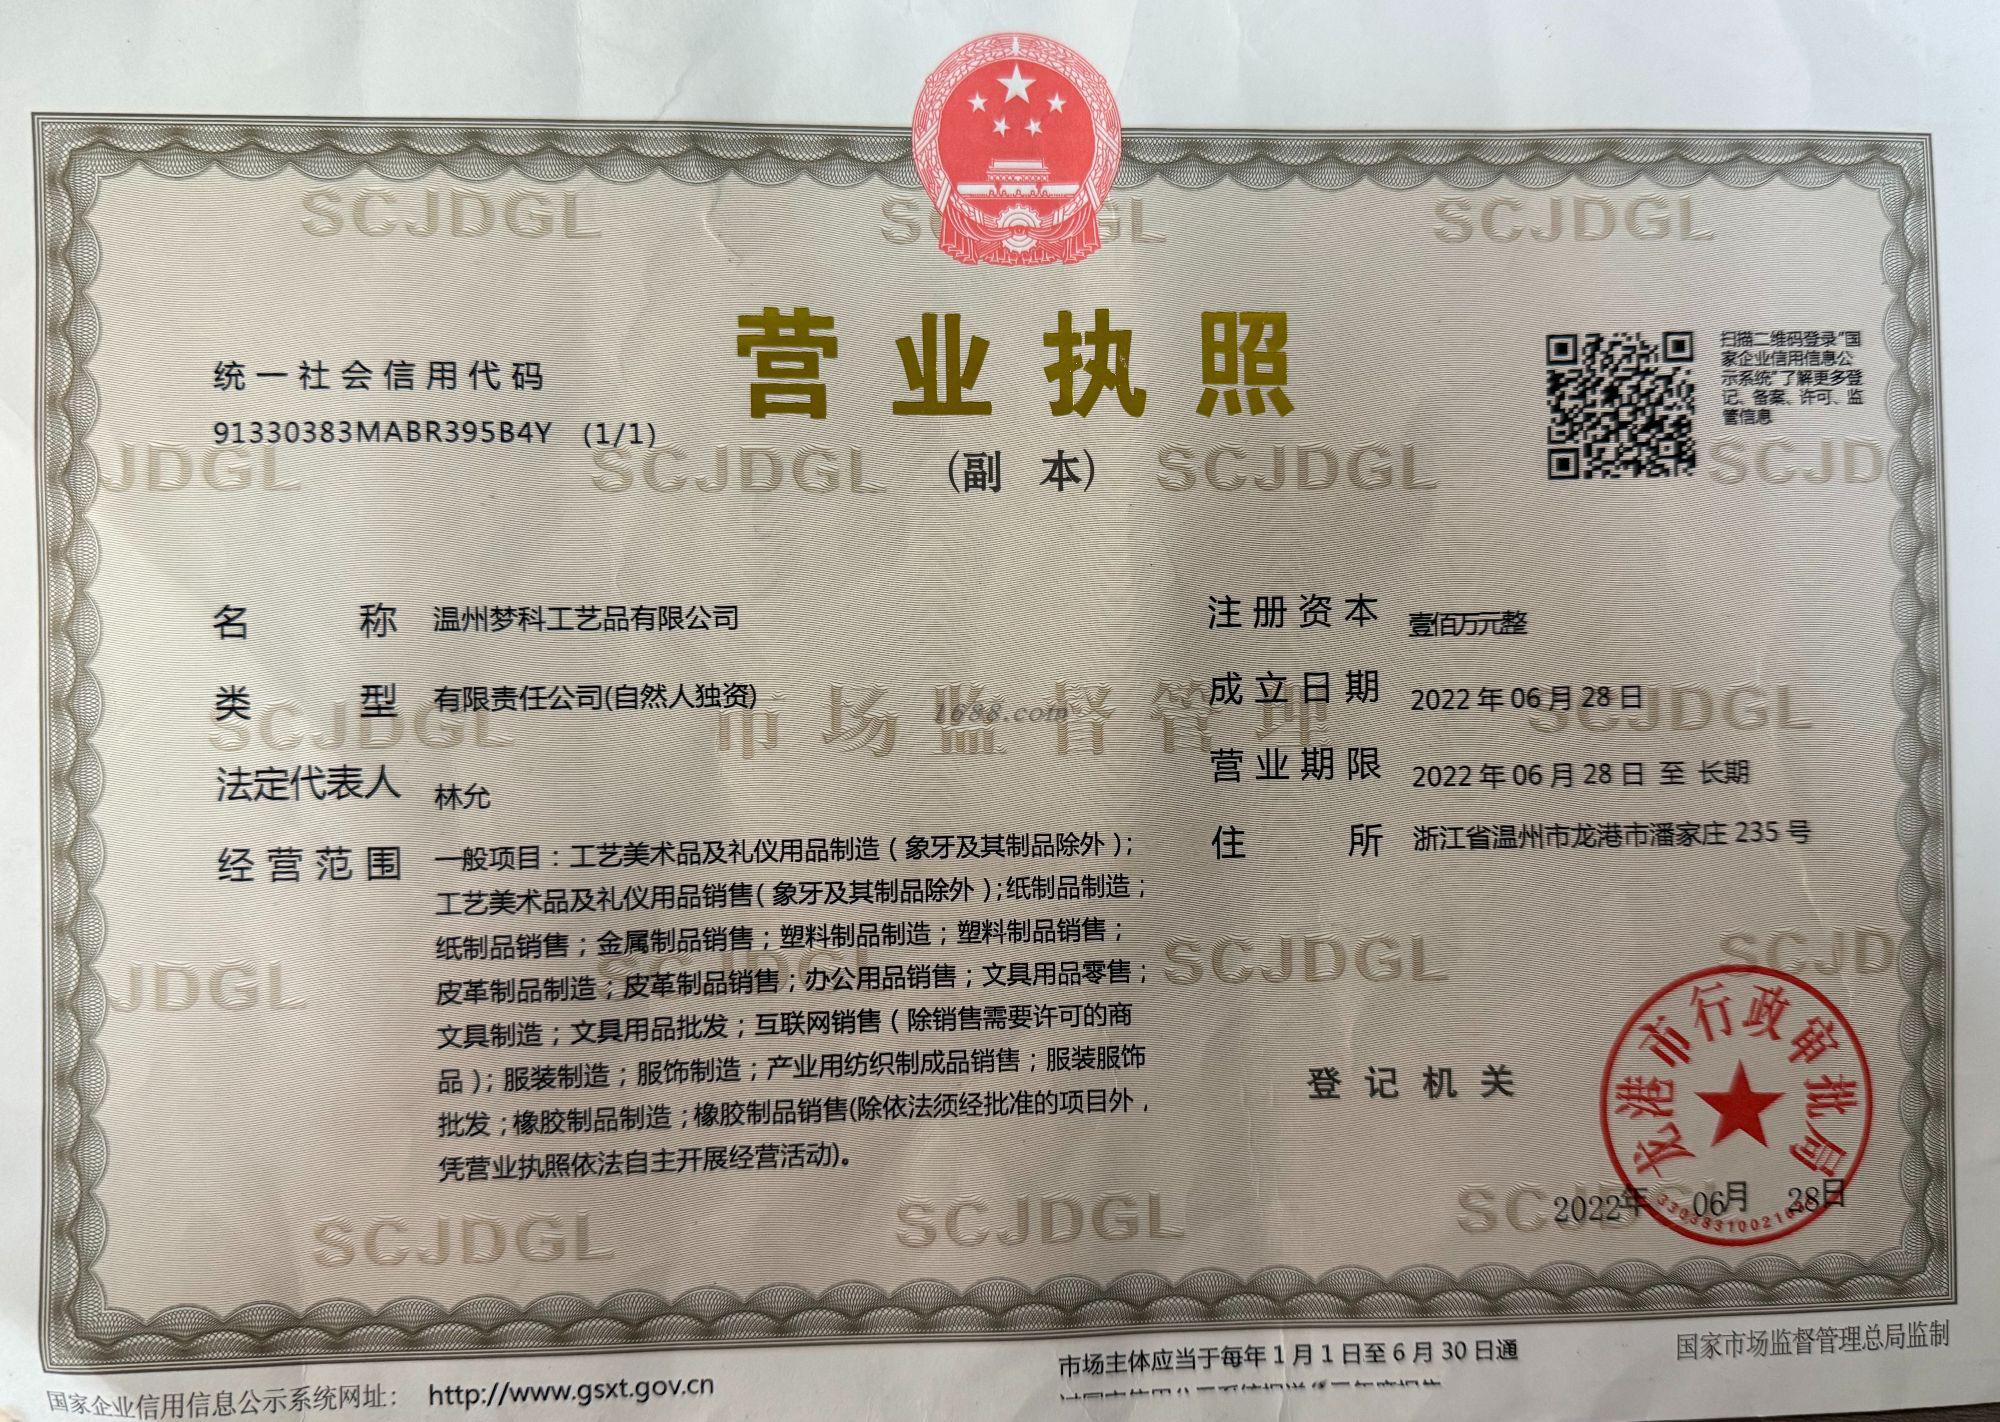 营业执照
(副 本)
统一社会信用代码
91330383MABR395B4Y (1/1)
扫描二维码登录“国
家企业信用信息公
示系统”了解更多登
记、备案、许可、监
管信息
名 称 温州梦科工艺品有限公司
类 型 有限责任公司(自然人独资)
法定代表人 林允
经营范围 一般项目：工艺美术品及礼仪用品制造（象牙及其制品除外）；
工艺美术品及礼仪用品销售（象牙及其制品除外）；纸制品制造；
纸制品销售；金属制品销售；塑料制品制造；塑料制品销售；
皮革制品制造；皮革制品销售；办公用品销售；文具用品零售；
文具制造；文具用品批发；互联网销售（除销售需要许可的商
品）；服装制造；服饰制造；产业用纺织制成品销售；服装服饰
批发；橡胶制品制造；橡胶制品销售(除依法须经批准的项目外，
凭营业执照依法自主开展经营活动)。
注册资本 壹佰万元整
成立日期 2022年06月28日
营业期限 2022年06月28日至长期
住 所 浙江省温州市龙港市潘家庄235号
登记机关
龙港市行政审批局
2022年 06月 28日
SCJDGL
市场监督管理
1688.com
国家企业信用信息公示系统网址： http://www.gsxt.gov.cn
市场主体应当于每年1月1日至6月30日通
国家市场监督管理总局监制